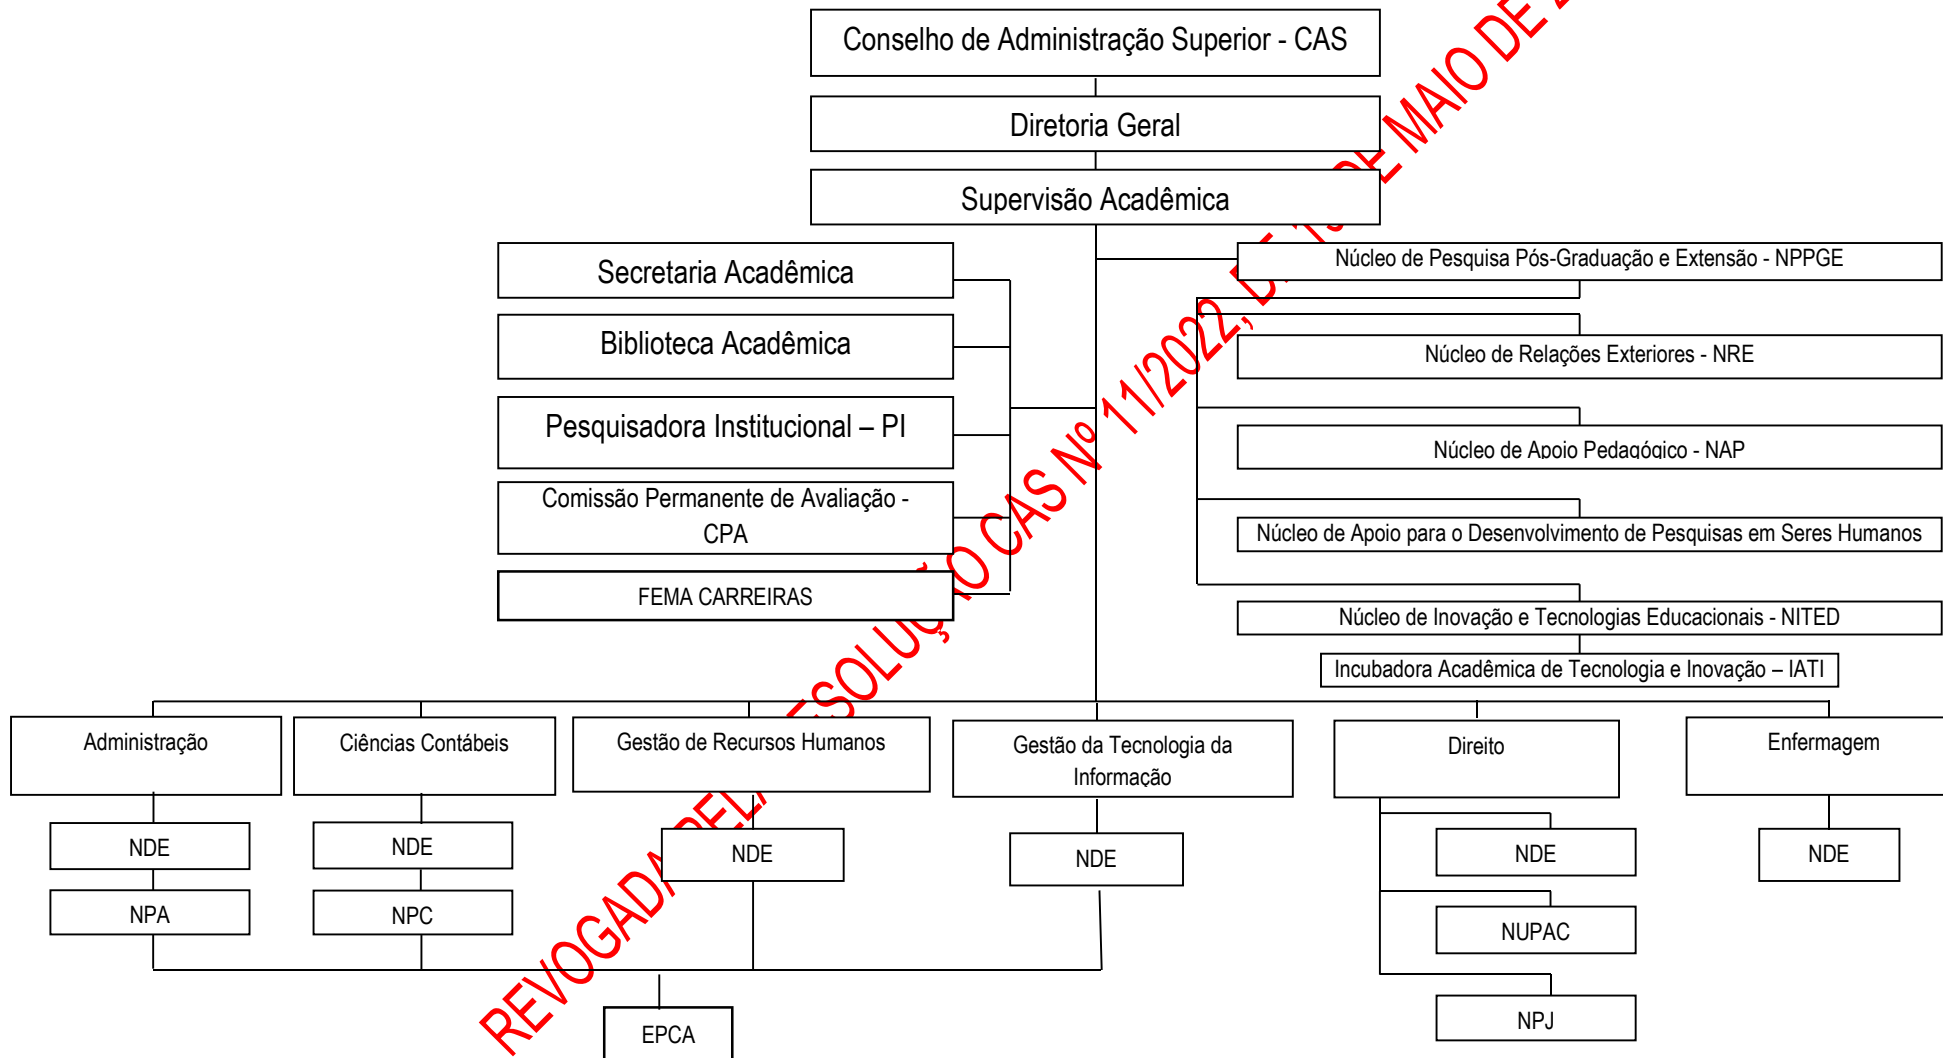 Conselho de Administração Superior - CAS
Diretoria Geral
Supervisão Acadêmica
Secretaria Acadêmica
Biblioteca Acadêmica
Pesquisadora Institucional – PI
Comissão Permanente de Avaliação -
CPA
FEMA CARREIRAS
Núcleo de Pesquisa Pós-Graduação e Extensão - NPPGE
Núcleo de Relações Exteriores - NRE
Núcleo de Apoio Pedagógico - NAP
Núcleo de Apoio para o Desenvolvimento de Pesquisas em Seres Humanos
Núcleo de Inovação e Tecnologias Educacionais - NITED
Incubadora Acadêmica de Tecnologia e Inovação – IATI
Administração
Ciências Contábeis
Gestão de Recursos Humanos
Gestão da Tecnologia da
Informação
Direito
Enfermagem
NDE
NDE
NDE
NDE
NDE
NDE
NPA
NPC
NUPAC
NPJ
EPCA
REVOGADA PELA RESOLUÇÃO CAS Nº 11/2022, DE DE MAIO DE